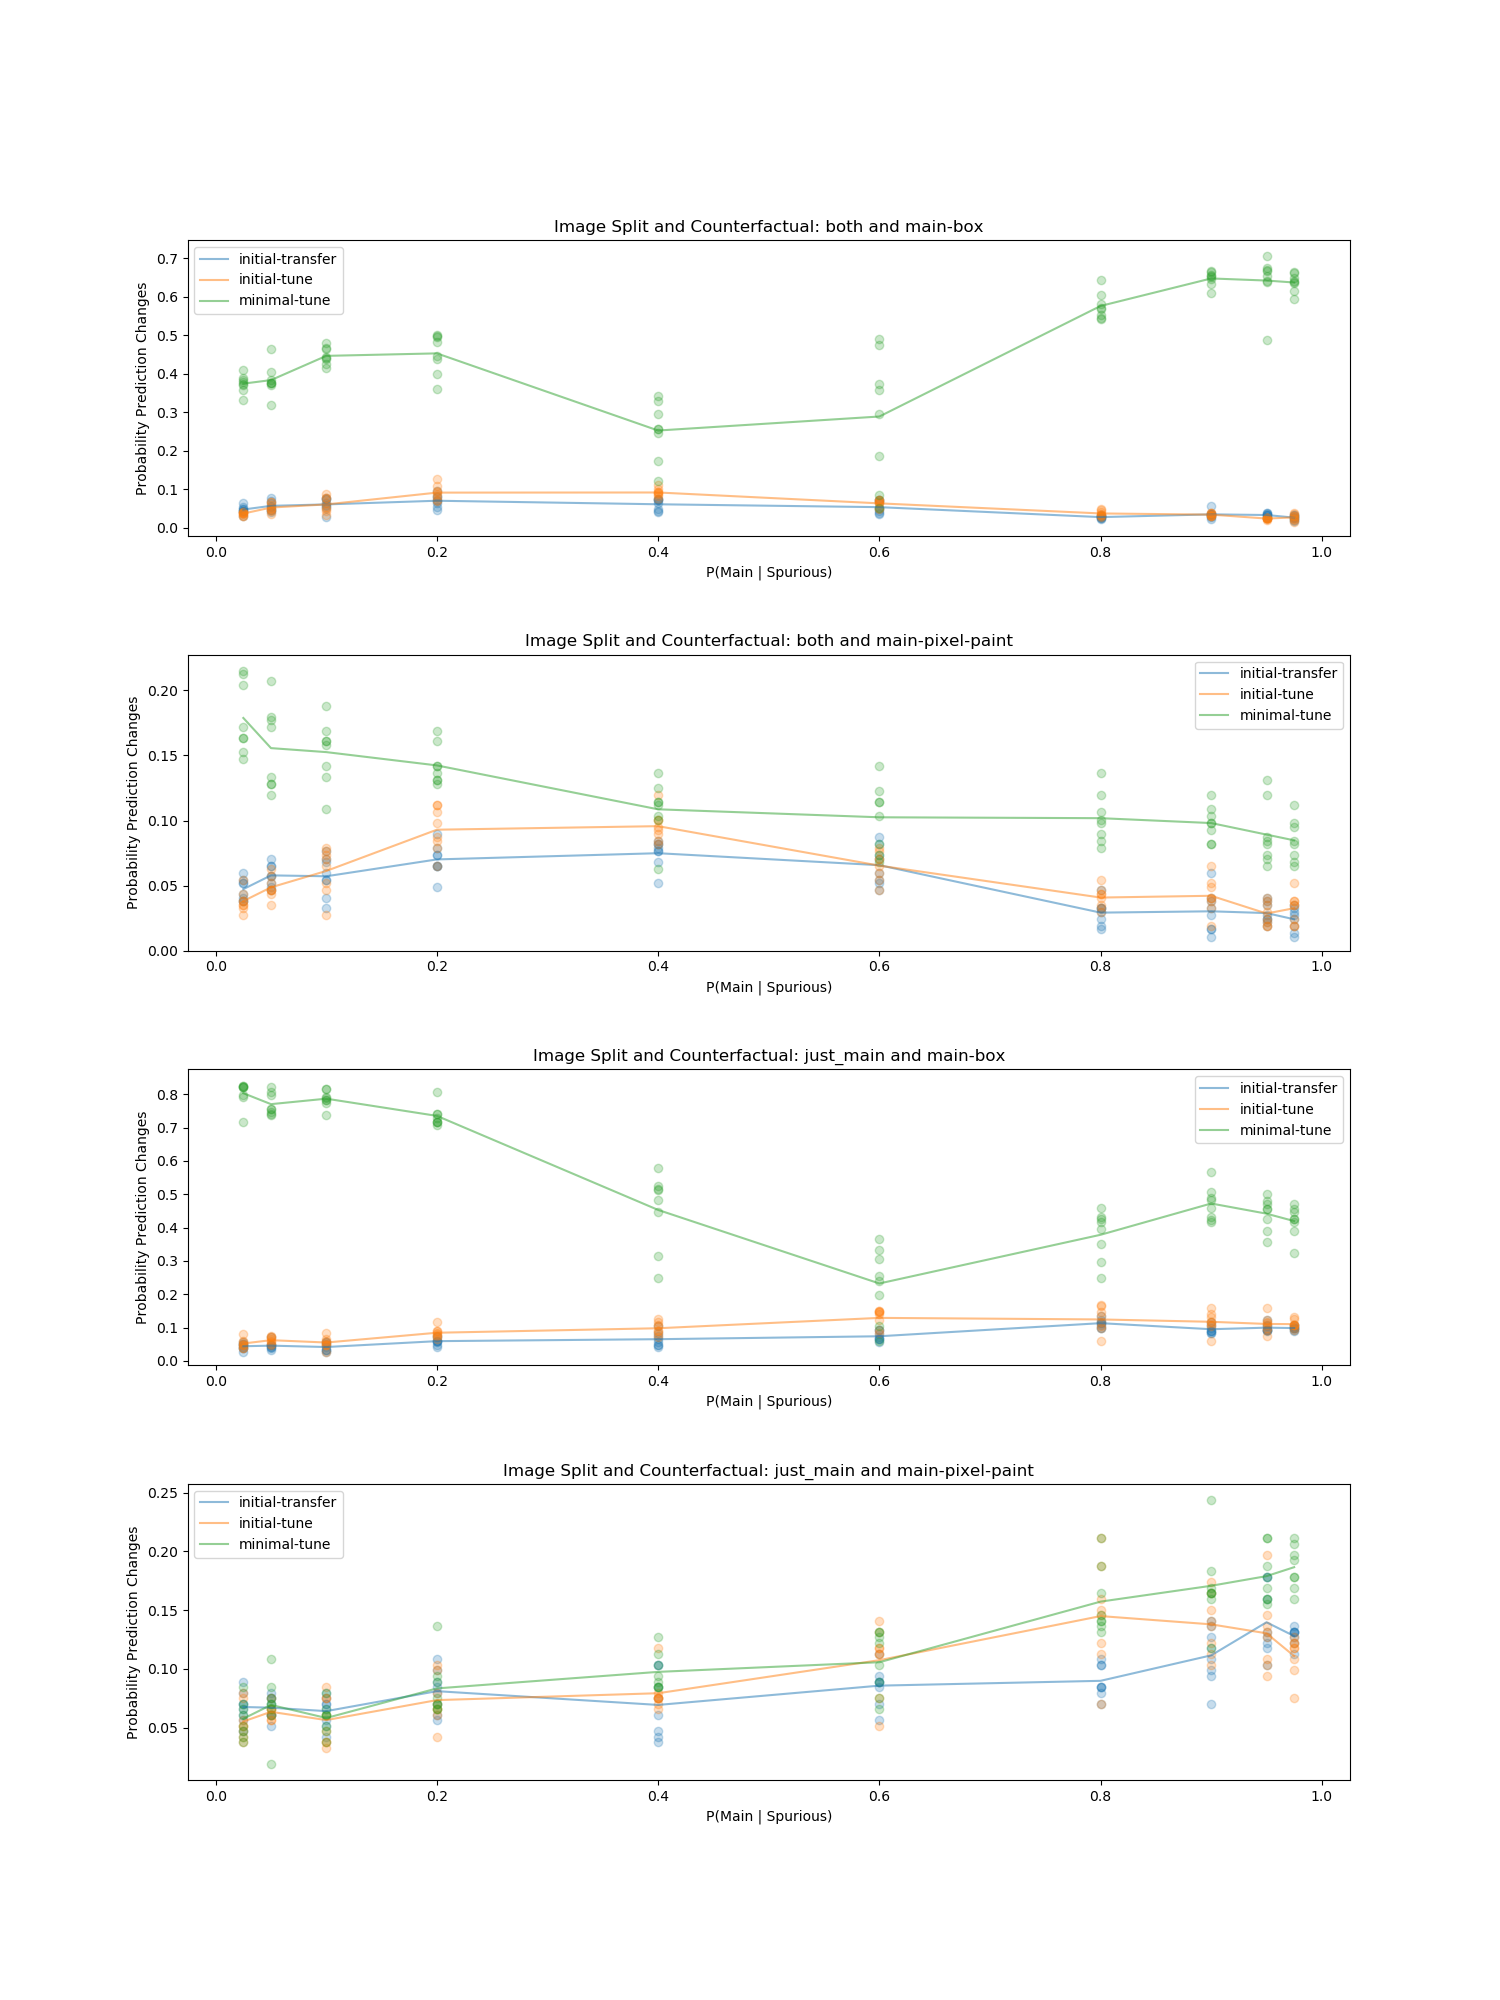 Image Split and Counterfactual: both and main-box
Probability Prediction Changes
0.7
0.6
0.5
0.4
0.3
0.2
0.1
0.0
initial-transfer
initial-tune
minimal-tune
0.0 0.2 0.4 0.6 0.8 1.0
P(Main | Spurious)
Image Split and Counterfactual: both and main-pixel-paint
Probability Prediction Changes
0.20
0.15
0.10
0.05
0.00
initial-transfer
initial-tune
minimal-tune
0.0 0.2 0.4 0.6 0.8 1.0
P(Main | Spurious)
Image Split and Counterfactual: just_main and main-box
Probability Prediction Changes
0.8
0.7
0.6
0.5
0.4
0.3
0.2
0.1
0.0
initial-transfer
initial-tune
minimal-tune
0.0 0.2 0.4 0.6 0.8 1.0
P(Main | Spurious)
Image Split and Counterfactual: just_main and main-pixel-paint
Probability Prediction Changes
0.25
0.20
0.15
0.10
0.05
initial-transfer
initial-tune
minimal-tune
0.0 0.2 0.4 0.6 0.8 1.0
P(Main | Spurious)